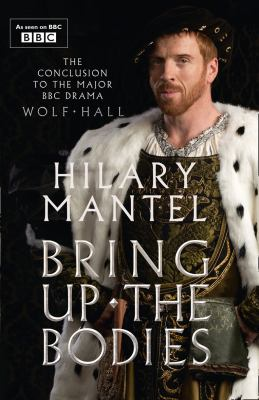 As seen on BBC
BBC
THE
CONCLUSION
TO THE MAJOR
BBC DRAMA
WOLF • HALL
HILARY
MANTEL
BRING
UP • THE
BODIES